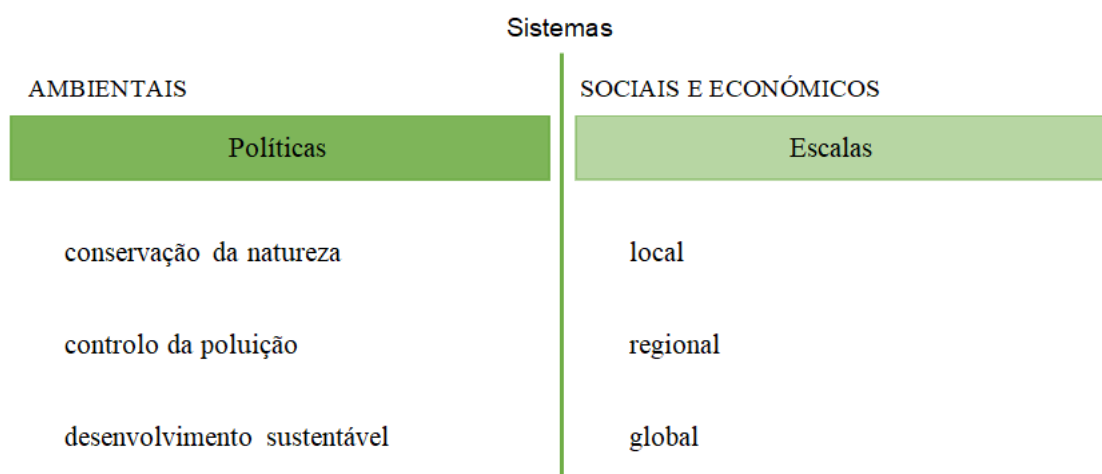 Sistemas
AMBIENTAIS
SOCIAIS E ECONÓMICOS
Políticas
Escalas
conservação da natureza
local
controlo da poluição
regional
desenvolvimento sustentável
global